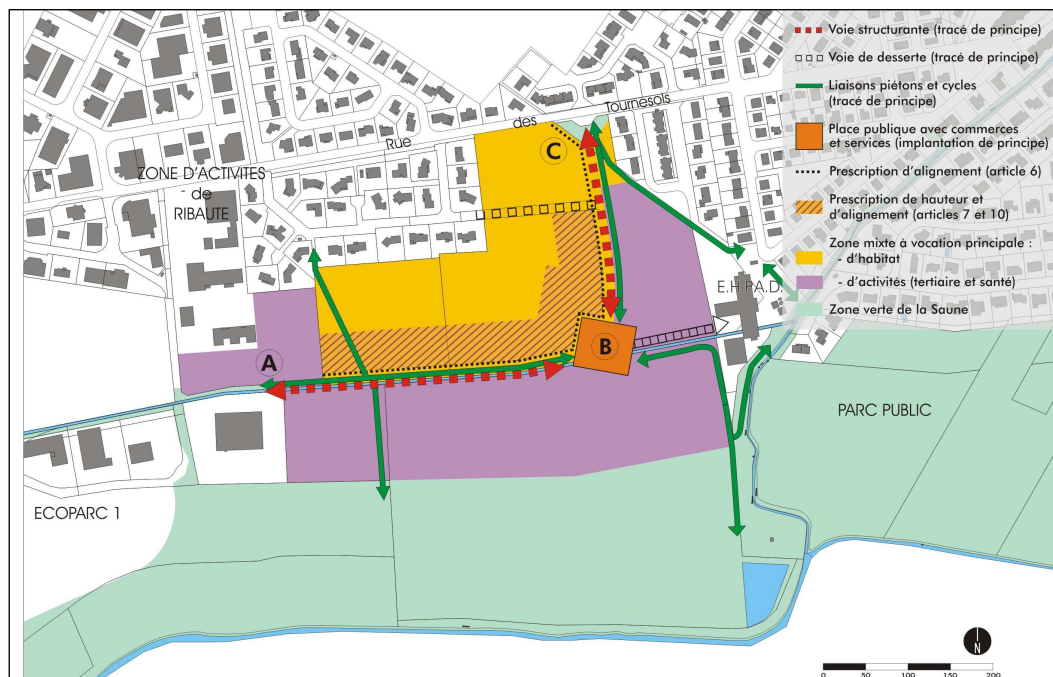 Voie structurante (tracé de principe)
Voie de desserte (tracé de principe)
Liaisons piétons et cycles
(tracé de principe)
Place publique avec commerces
et services (implantation de principe)
Prescription d'alignement (article 6)
Prescription de hauteur et
d'alignement (articles 7 et 10)
Zone mixte à vocation principale :
- d'habitat
- d'activités (tertiaire et santé)
Zone verte de la Saune
Rue des Tournesols
ZONE D'ACTIVITES
de
RIBAUTE
C
E.H.P.A.D.
B
A
PARC PUBLIC
ECOPARC 1
N
0 50 100 150 200